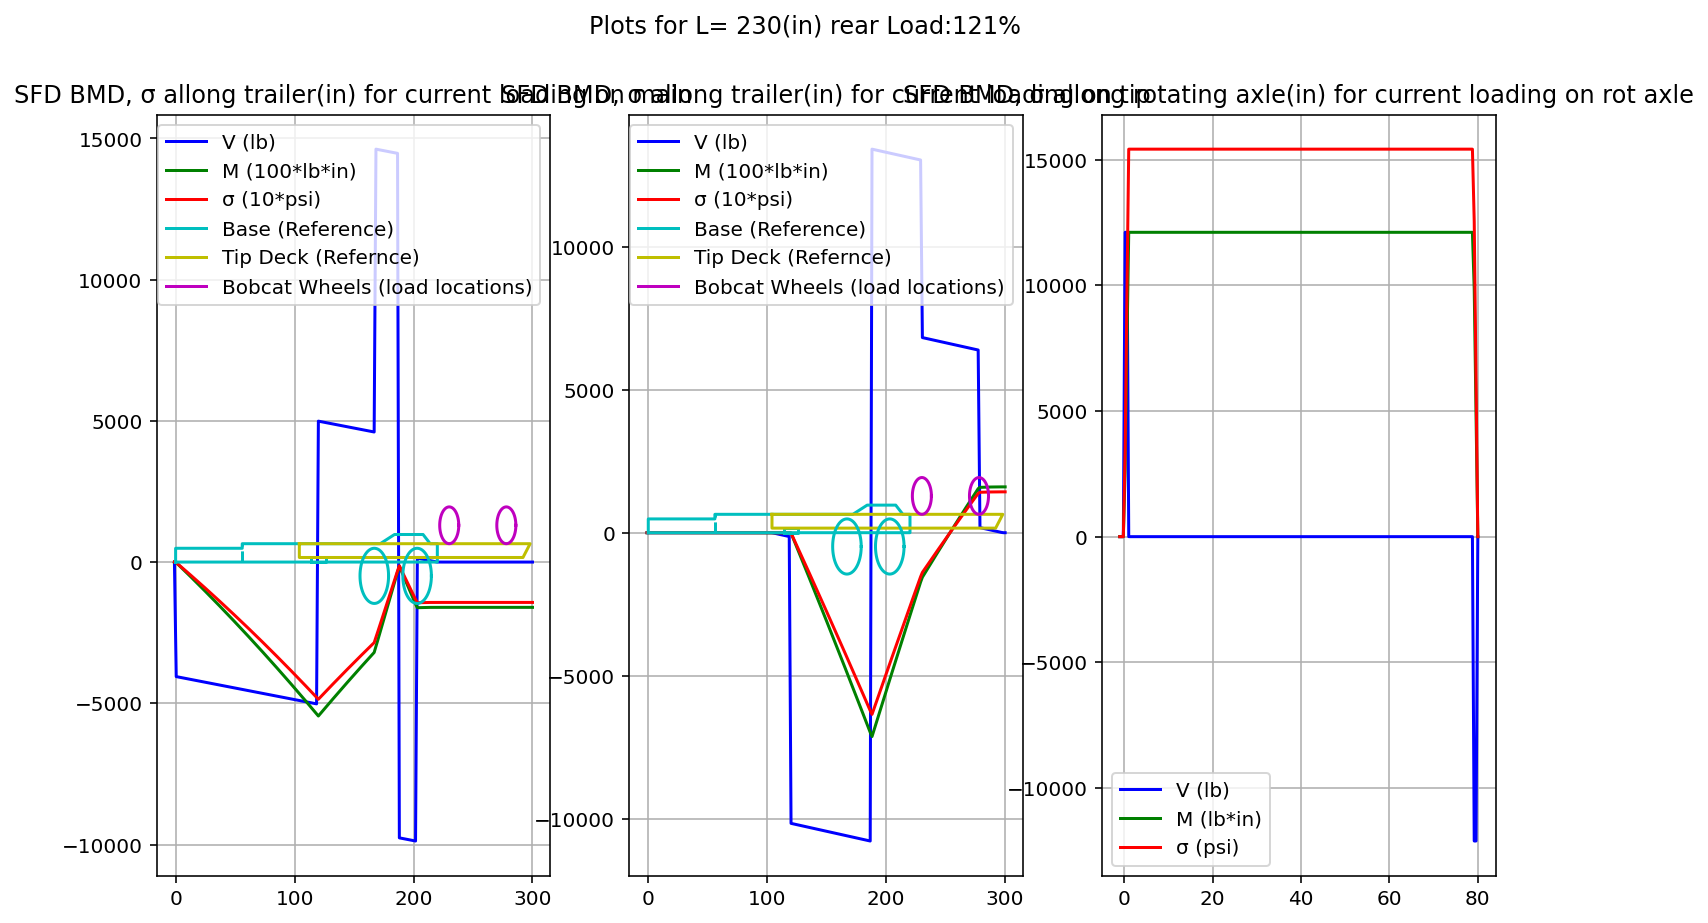 Plots for L= 230(in) rear Load:121%
SFD BMD, σ allong trailer(in) for current loading on main
SFD BMD, σ allong trailer(in) for current loading on tip
SFD BMD, σ allong rotating axle(in) for current loading on rot axle
V (lb)
M (100*lb*in)
σ (10*psi)
Base (Reference)
Tip Deck (Refernce)
Bobcat Wheels (load locations)
15000
10000
5000
0
−5000
−10000
0
100
200
300
V (lb)
M (100*lb*in)
σ (10*psi)
Base (Reference)
Tip Deck (Refernce)
Bobcat Wheels (load locations)
10000
5000
0
−5000
−10000
0
100
200
300
15000
10000
5000
0
−5000
−10000
V (lb)
M (lb*in)
σ (psi)
0
20
40
60
80